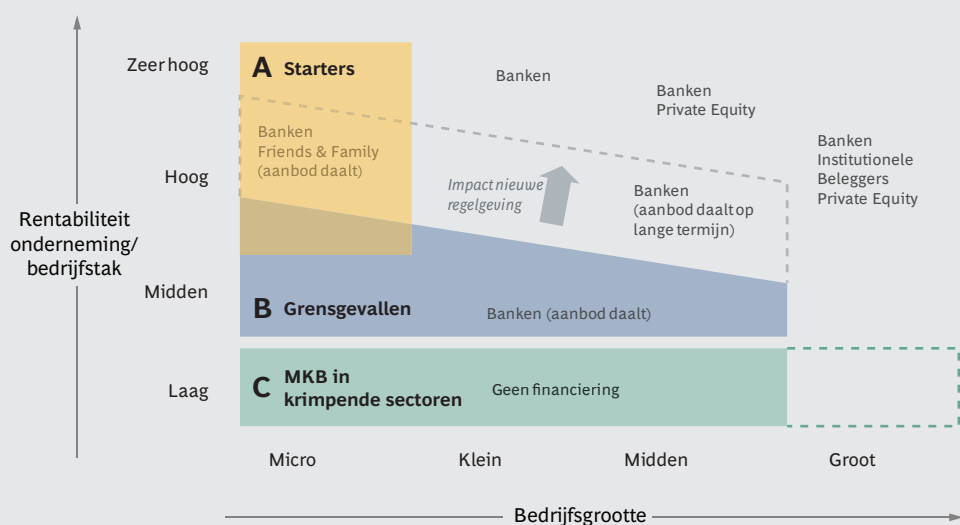 Zeer hoog
A Starters
Banken
Banken
Private Equity
Banken
Friends & Family
(aanbod daalt)
Banken
Institutionele
Beleggers
Private Equity
Hoog
Impact nieuwe
regelgeving
Banken
(aanbod daalt op
lange termijn)
Rentabiliteit
onderneming/
bedrijfstak
Midden
B Grensgevallen
Banken (aanbod daalt)
Laag
C MKB in
krimpende sectoren
Geen financiering
Micro
Klein
Midden
Groot
Bedrijfsgrootte